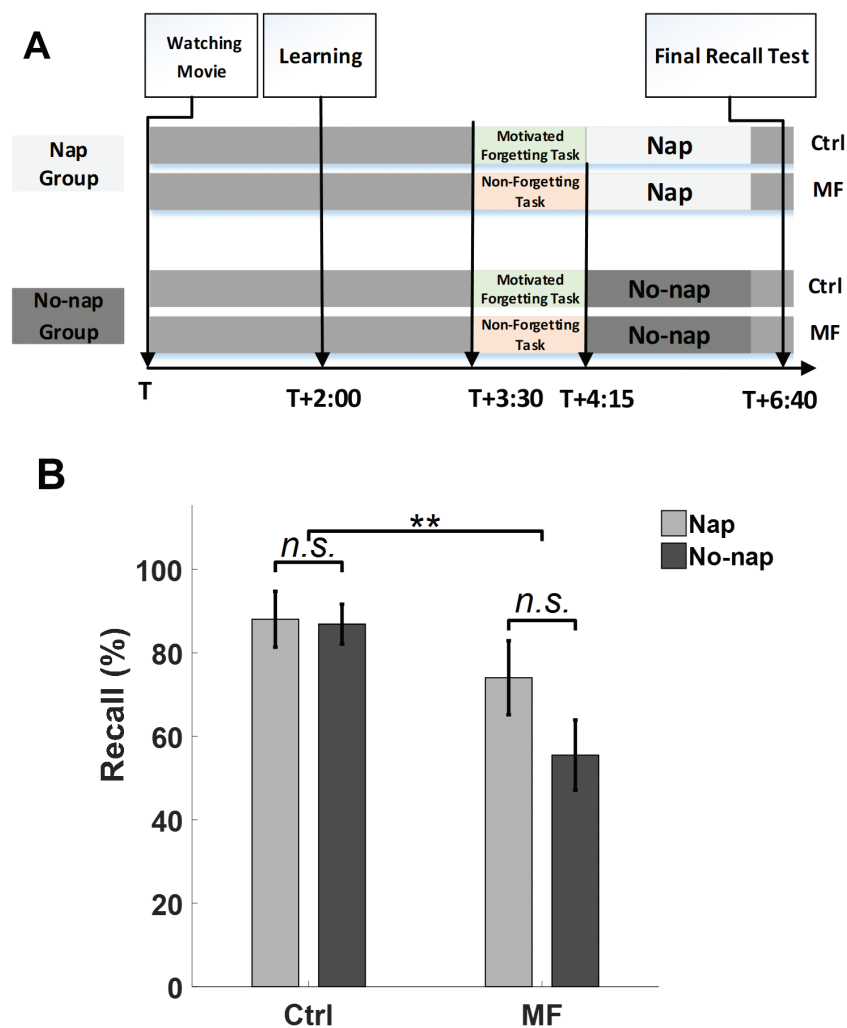 A
Watching
Movie
Learning
Final Recall Test
Nap
Group
Motivated
Forgetting Task
Nap
Ctrl
Non-Forgetting
Task
Nap
MF
No-nap
Group
Motivated
Forgetting Task
No-nap
Ctrl
Non-Forgetting
Task
No-nap
MF
T
T+2:00
T+3:30
T+4:15
T+6:40
B
**
n.s.
n.s.
Nap
No-nap
Recall (%)
100
80
60
40
20
0
Ctrl
MF